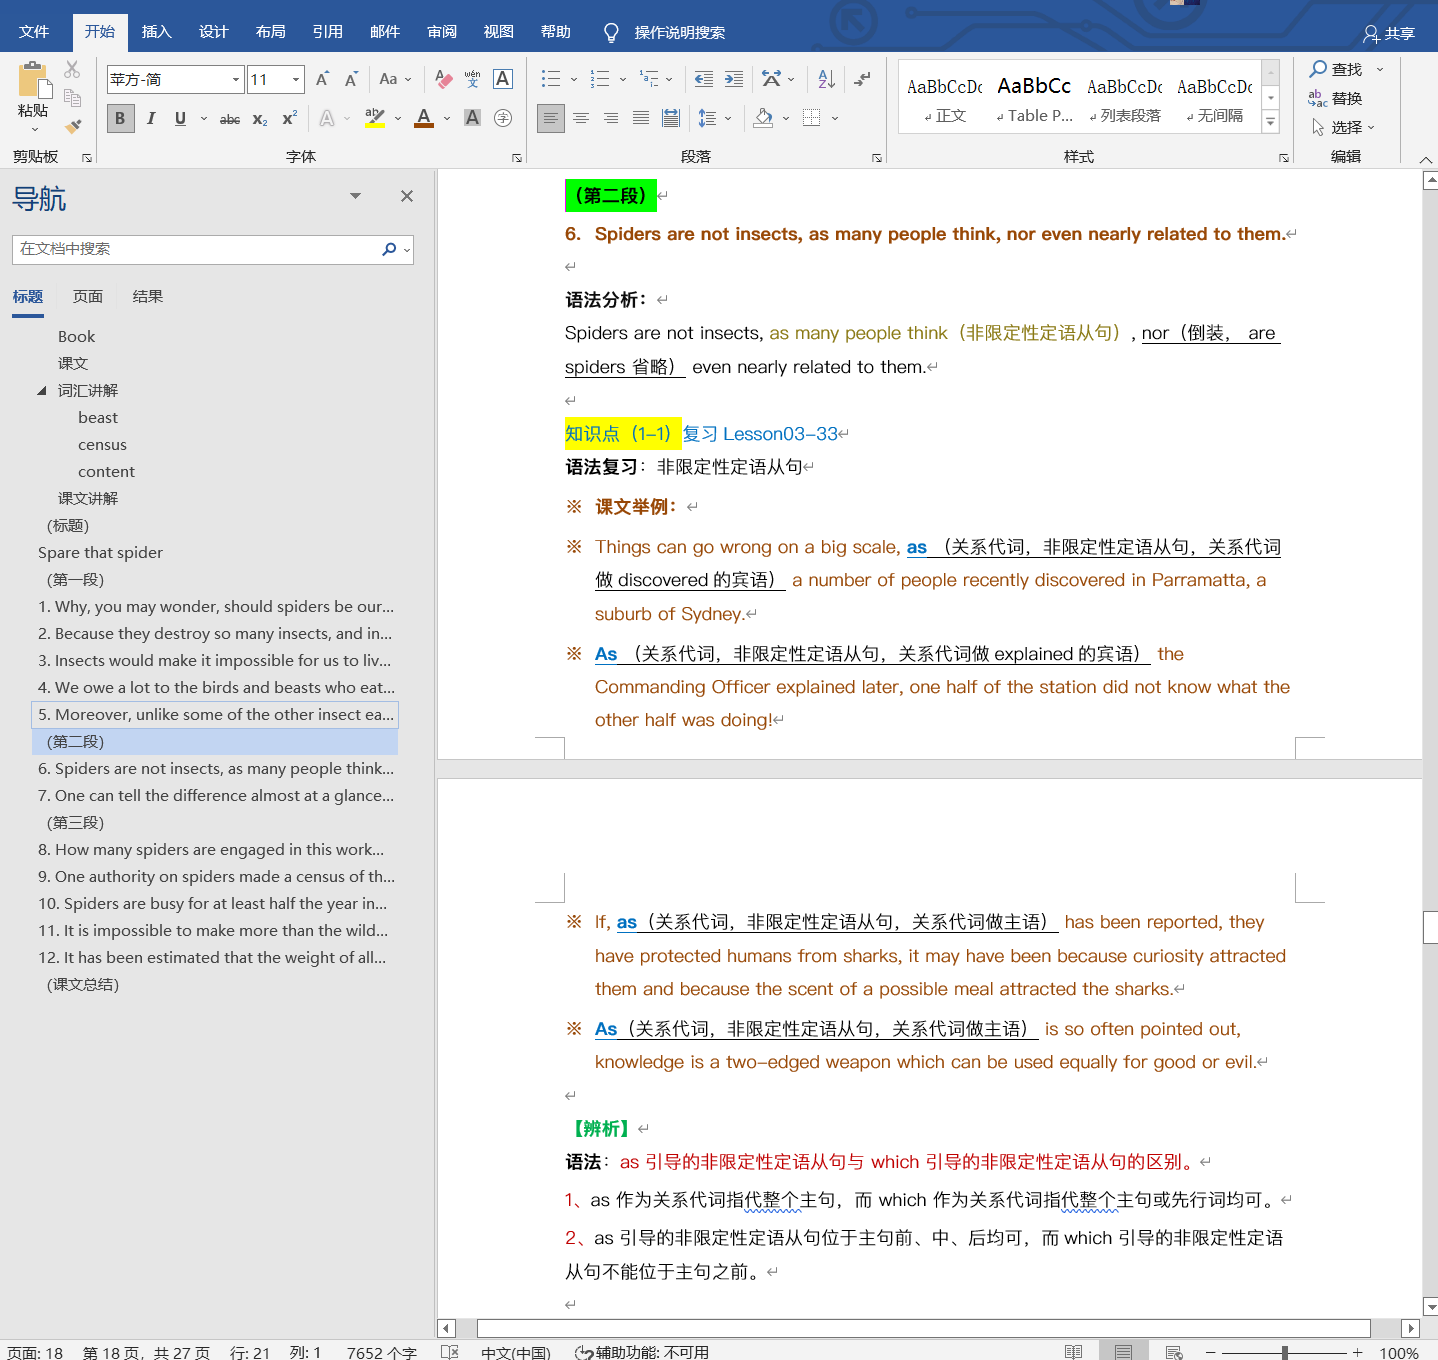 文件 开始 插入 设计 布局 引用 邮件 审阅 视图 帮助 操作说明搜索 共享
粘贴
剪贴板
苹方-简 11 A A Aa wén 文 A
B I U abc x₂ x² A aby A A 字
字体
段落
AaBbCcDc AaBbCc AaBbCcDc AaBbCcDc
正文 Table P... 列表段落 无间隔
样式
查找
替换
选择
编辑
导航
在文档中搜索
标题 页面 结果
Book
课文
词汇讲解
beast
census
content
课文讲解
(标题)
Spare that spider
(第一段)
1. Why, you may wonder, should spiders be our...
2. Because they destroy so many insects, and in...
3. Insects would make it impossible for us to liv...
4. We owe a lot to the birds and beasts who eat...
5. Moreover, unlike some of the other insect ea...
(第二段)
6. Spiders are not insects, as many people think...
7. One can tell the difference almost at a glance...
(第三段)
8. How many spiders are engaged in this work...
9. One authority on spiders made a census of th...
10. Spiders are busy for at least half the year in...
11. It is impossible to make more than the wild...
12. It has been estimated that the weight of all...
(课文总结)
（第二段）
6. Spiders are not insects, as many people think, nor even nearly related to them.
语法分析：
Spiders are not insects, as many people think（非限定性定语从句）, nor（倒装， are
spiders 省略） even nearly related to them.
知识点（1-1）复习 Lesson03-33
语法复习：非限定性定语从句
※ 课文举例：
※ Things can go wrong on a big scale, as （关系代词，非限定性定语从句，关系代词
做 discovered 的宾语） a number of people recently discovered in Parramatta, a
suburb of Sydney.
※ As （关系代词，非限定性定语从句，关系代词做 explained 的宾语） the
Commanding Officer explained later, one half of the station did not know what the
other half was doing!
※ If, as（关系代词，非限定性定语从句，关系代词做主语） has been reported, they
have protected humans from sharks, it may have been because curiosity attracted
them and because the scent of a possible meal attracted the sharks.
※ As（关系代词，非限定性定语从句，关系代词做主语） is so often pointed out,
knowledge is a two-edged weapon which can be used equally for good or evil.
【辨析】
语法：as 引导的非限定性定语从句与 which 引导的非限定性定语从句的区别。
1、as 作为关系代词指代整个主句，而 which 作为关系代词指代整个主句或先行词均可。
2、as 引导的非限定性定语从句位于主句前、中、后均可，而 which 引导的非限定性定语
从句不能位于主句之前。
页面: 18 第 18 页，共 27 页 行: 21 列: 1 7652 个字 中文(中国) 辅助功能: 不可用 100%